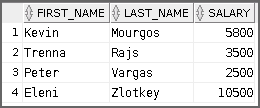 FIRST_NAME LAST_NAME SALARY
1 Kevin Mourgos 5800
2 Trenna Rajs 3500
3 Peter Vargas 2500
4 Eleni Zlotkey 10500